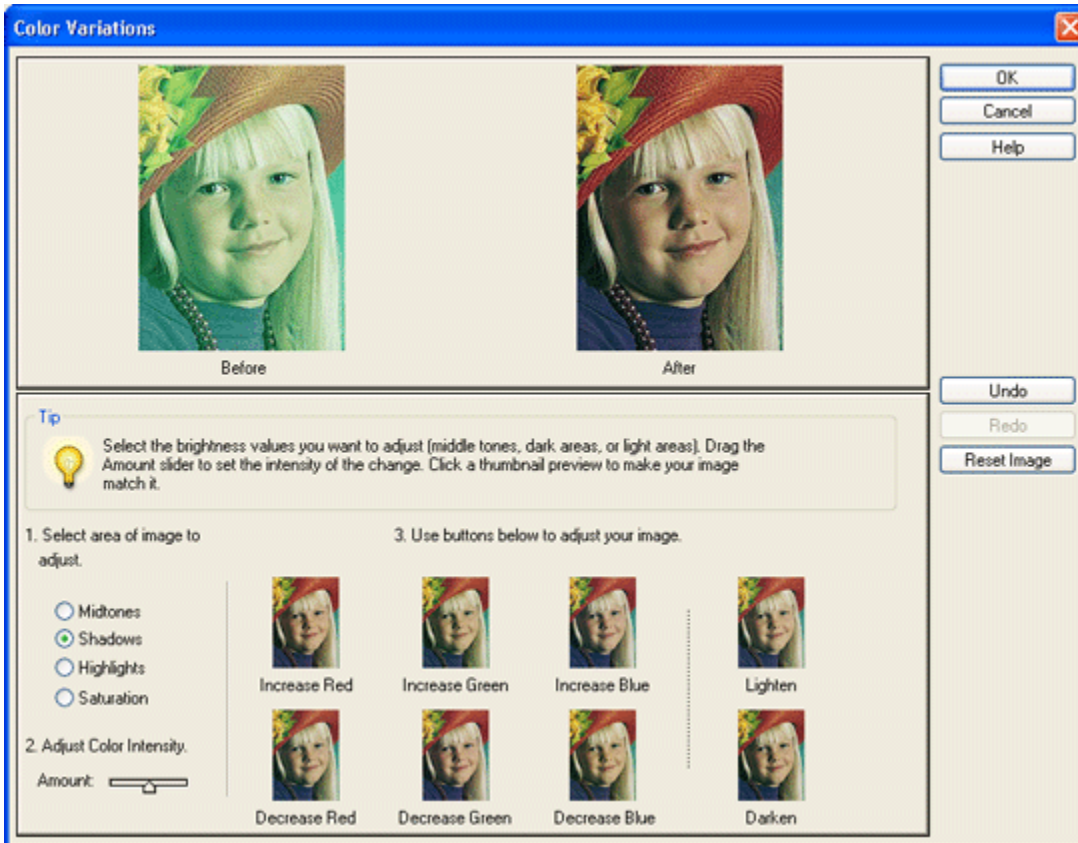 Color Variations
OK
Cancel
Help
Before
After
Undo
Redo
Reset Image
Tip
Select the brightness values you want to adjust (middle tones, dark areas, or light areas). Drag the
Amount slider to set the intensity of the change. Click a thumbnail preview to make your image
match it.
1. Select area of image to
adjust.
3. Use buttons below to adjust your image.
Midtones
Shadows
Highlights
Saturation
Increase Red
Increase Green
Increase Blue
Lighten
2. Adjust Color Intensity.
Amount:
Decrease Red
Decrease Green
Decrease Blue
Darken